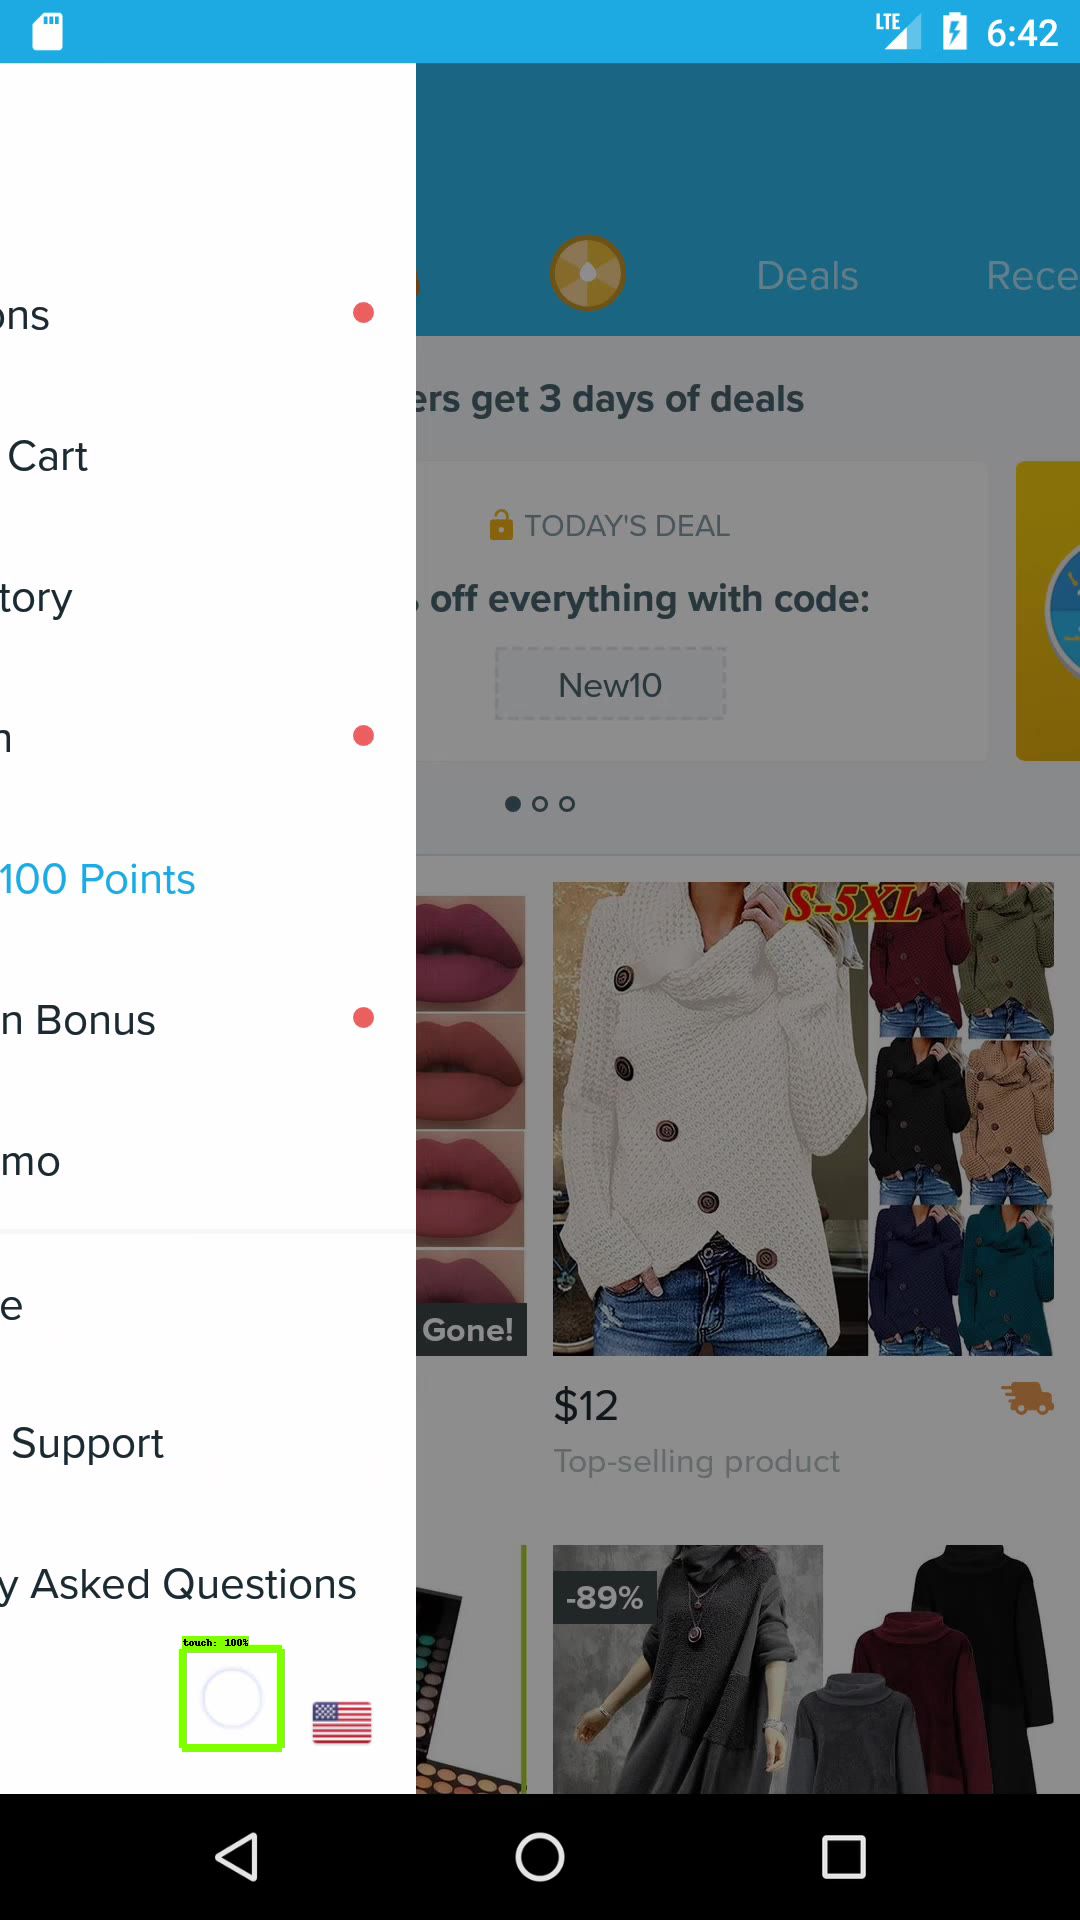 LTE 6:42
Deals Rece
ons
ers get 3 days of deals
Cart
TODAY'S DEAL
off everything with code:
tory
New10
n
100 Points
S-5XL
n Bonus
mo
e
Gone!
$12
Support
Top-selling product
y Asked Questions
-89%
touch: 100%